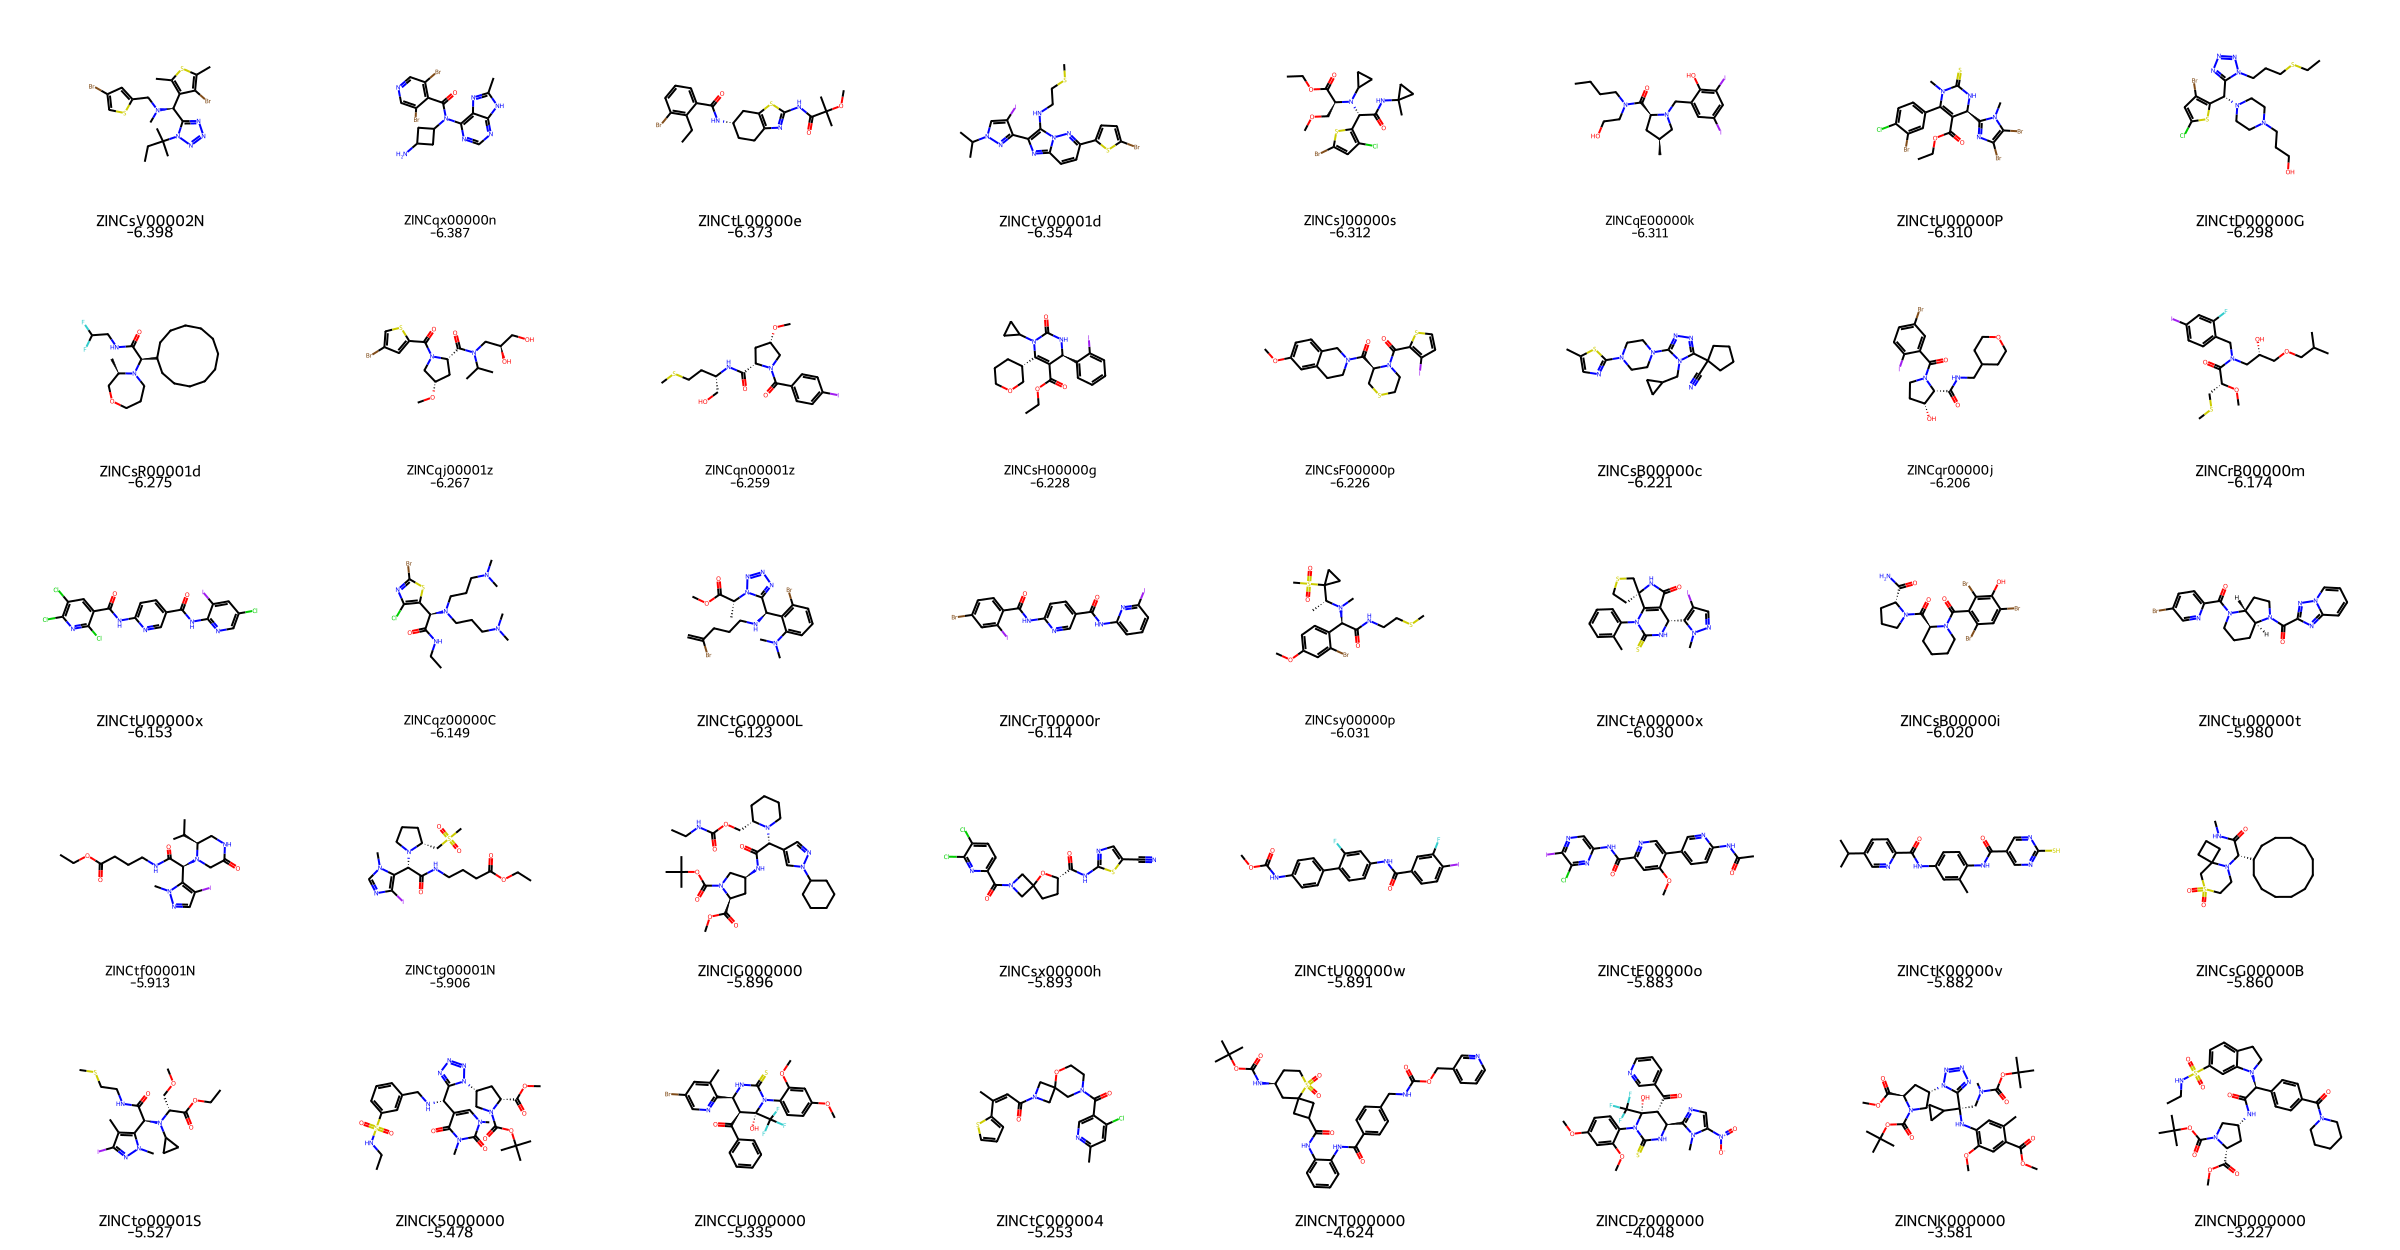 ZINCsV00002N ZINCqx00000n ZINCtL00000e ZINCtV00001d ZINCsJ00000s ZINCqE00000k ZINCtU00000P ZINCtD00000G
-6.398 -6.387 -6.373 -6.354 -6.312 -6.311 -6.310 -6.298
ZINCsR00001d ZINCqj00001z ZINCqn00001z ZINCsH00000g ZINCsF00000p ZINCsB00000c ZINCqr00000j ZINCrB00000m
-6.275 -6.267 -6.259 -6.228 -6.226 -6.221 -6.206 -6.174
ZINCtU00000x ZINCqz00000C ZINCtG00000L ZINCrT00000r ZINCsy00000p ZINCtA00000x ZINCsB00000i ZINCtu00000t
-6.153 -6.149 -6.123 -6.114 -6.031 -6.030 -6.020 -5.980
ZINCtf00001N ZINCtg00001N ZINClG000000 ZINCsx00000h ZINCtU00000w ZINCtE00000o ZINCtK00000v ZINCsG00000B
-5.913 -5.906 -5.896 -5.893 -5.891 -5.883 -5.882 -5.860
ZINCto00001S ZINCK5000000 ZINCCU000000 ZINCtC000004 ZINCNT000000 ZINCDz000000 ZINCNK000000 ZINCND000000
-5.527 -5.478 -5.335 -5.253 -4.624 -4.048 -3.581 -3.227